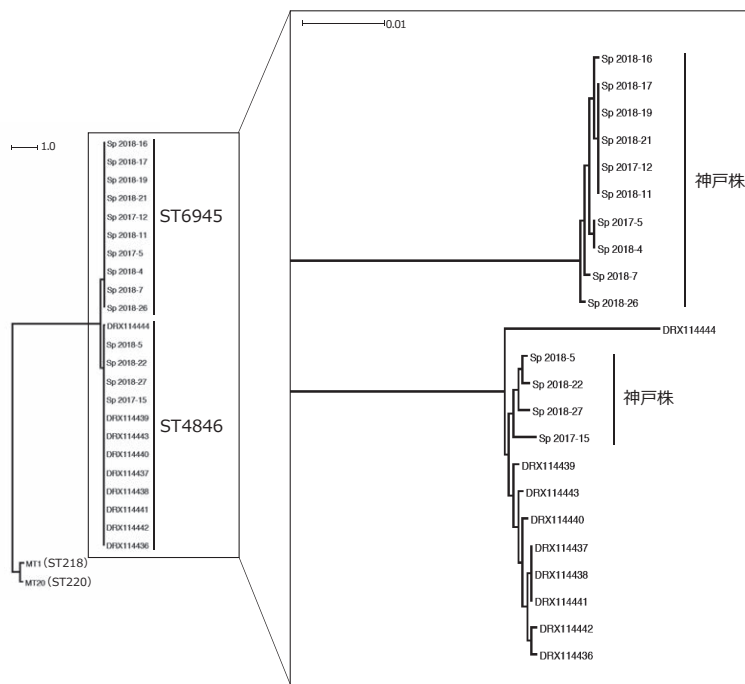 1.0
Sp 2018-16
Sp 2018-17
Sp 2018-19
Sp 2018-21
Sp 2017-12
Sp 2018-11
Sp 2017-5
Sp 2018-4
Sp 2018-7
Sp 2018-26
ST6945
DRX114444
Sp 2018-5
Sp 2018-22
Sp 2018-27
Sp 2017-15
DRX114439
DRX114443
DRX114440
DRX114437
DRX114438
DRX114441
DRX114442
DRX114436
ST4846
MT1(ST218)
MT20(ST220)
0.01
Sp 2018-16
Sp 2018-17
Sp 2018-19
Sp 2018-21
Sp 2017-12
Sp 2018-11
Sp 2017-5
Sp 2018-4
Sp 2018-7
Sp 2018-26
神戸株
DRX114444
Sp 2018-5
Sp 2018-22
Sp 2018-27
Sp 2017-15
神戸株
DRX114439
DRX114443
DRX114440
DRX114437
DRX114438
DRX114441
DRX114442
DRX114436